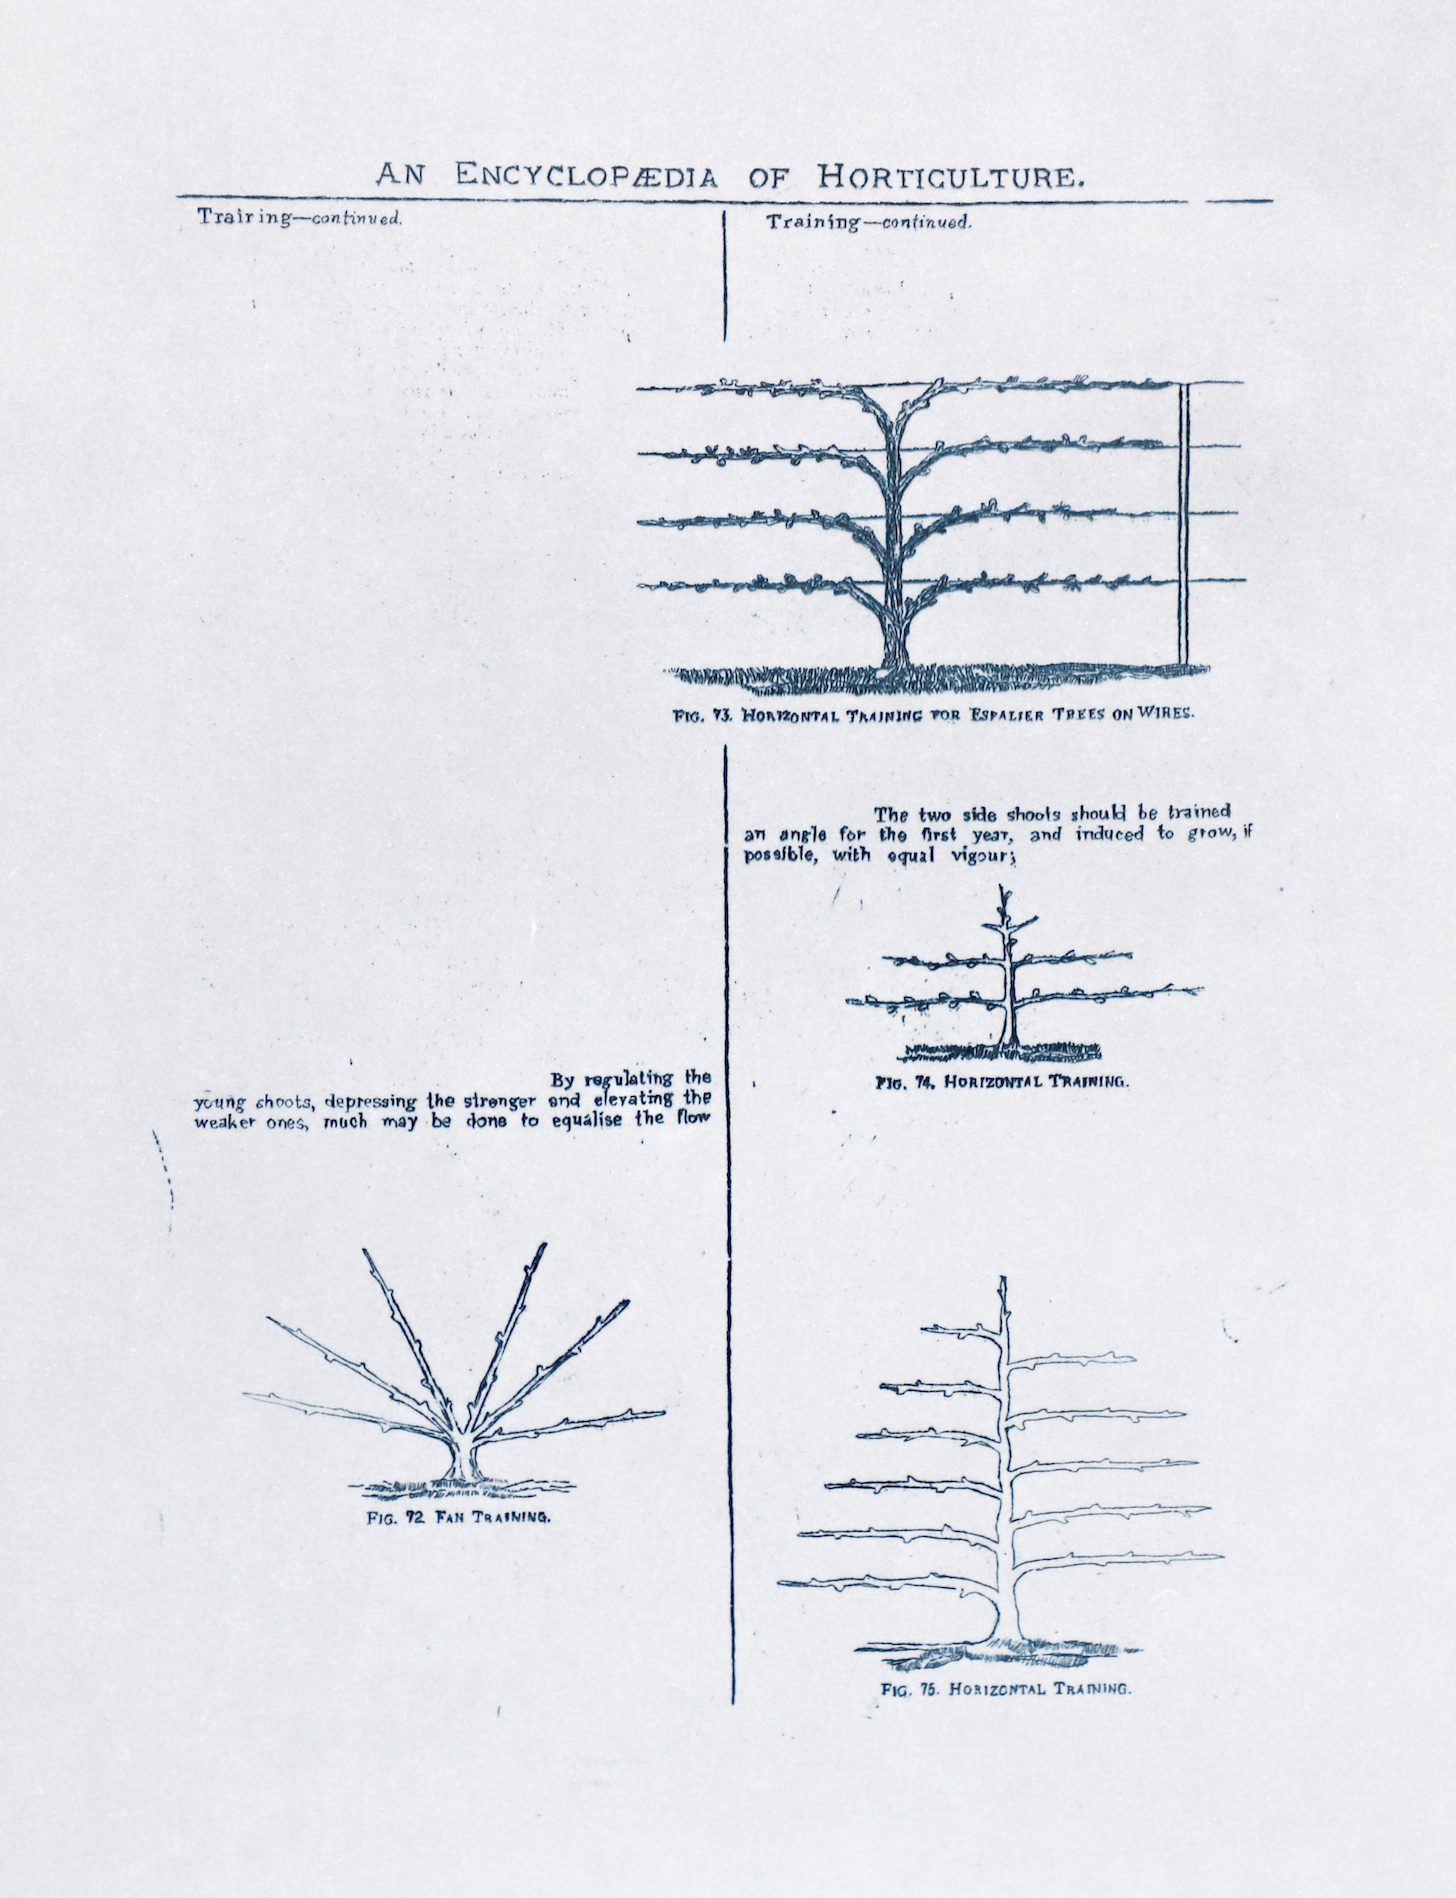 AN ENCYCLOPÆDIA OF HORTICULTURE.
Trairing—continued.
By regulating the
young shoots, depressing the stronger and elevating the
weaker ones, much may be done to equalise the flow
FIG. 72 FAN TRAINING.
Training—continued.
FIG. 73. HORIZONTAL TRAINING FOR ESPALIER TREES ON WIRES.
The two side shoots should be trained
an angle for the first year, and induced to grow, if
possible, with equal vigour;
FIG. 74. HORIZONTAL TRAINING.
FIG. 75. HORIZONTAL TRAINING.